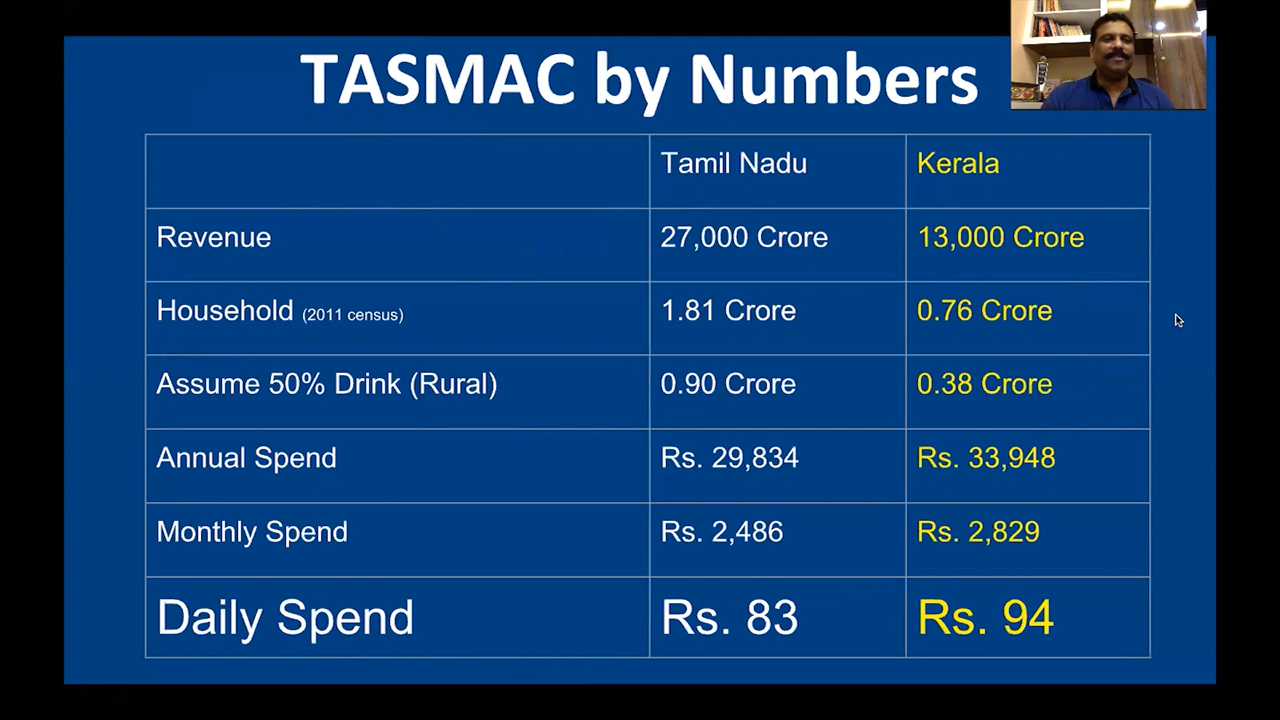 TASMAC by Numbers
Tamil Nadu Kerala
Revenue 27,000 Crore 13,000 Crore
Household (2011 census) 1.81 Crore 0.76 Crore
Assume 50% Drink (Rural) 0.90 Crore 0.38 Crore
Annual Spend Rs. 29,834 Rs. 33,948
Monthly Spend Rs. 2,486 Rs. 2,829
Daily Spend Rs. 83 Rs. 94